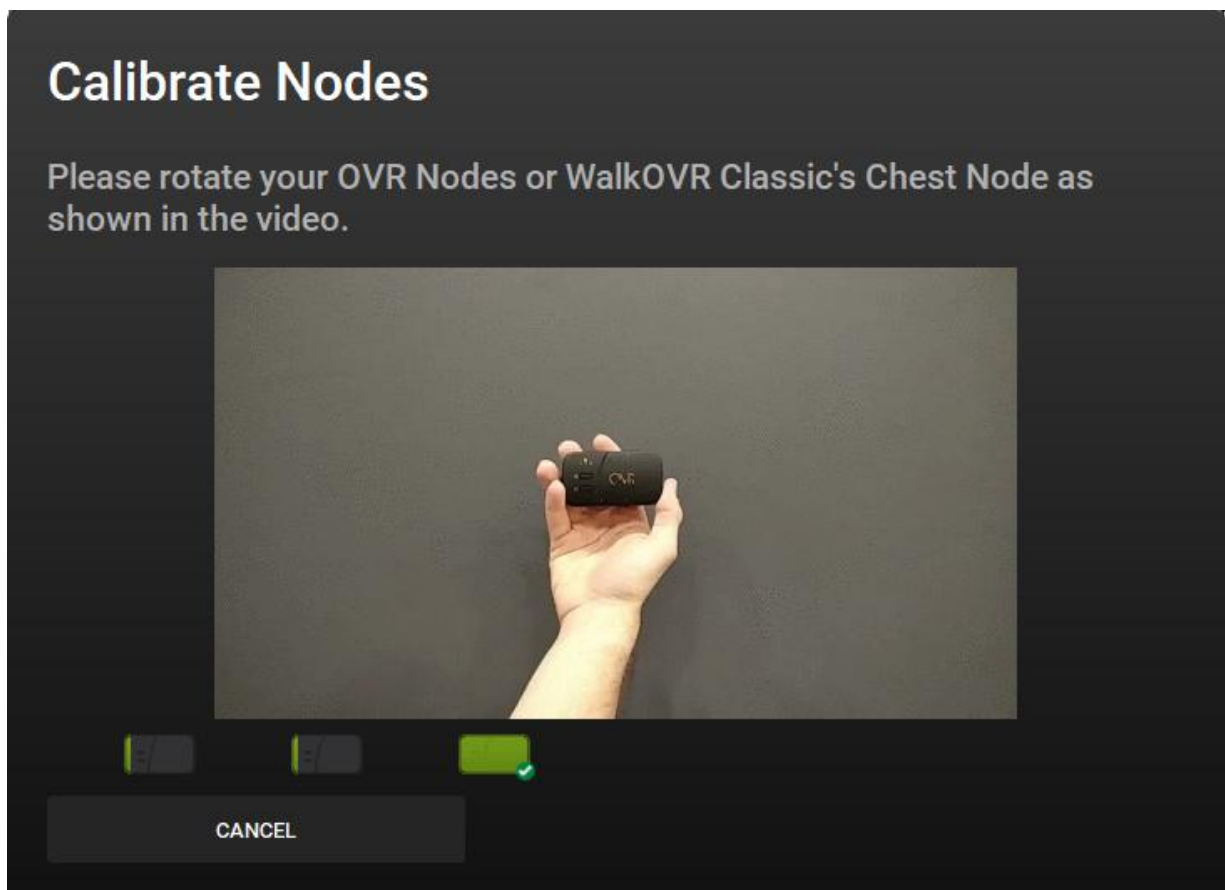 Calibrate Nodes
Please rotate your OVR Nodes or WalkOVR Classic's Chest Node as
shown in the video.
OVR
CANCEL